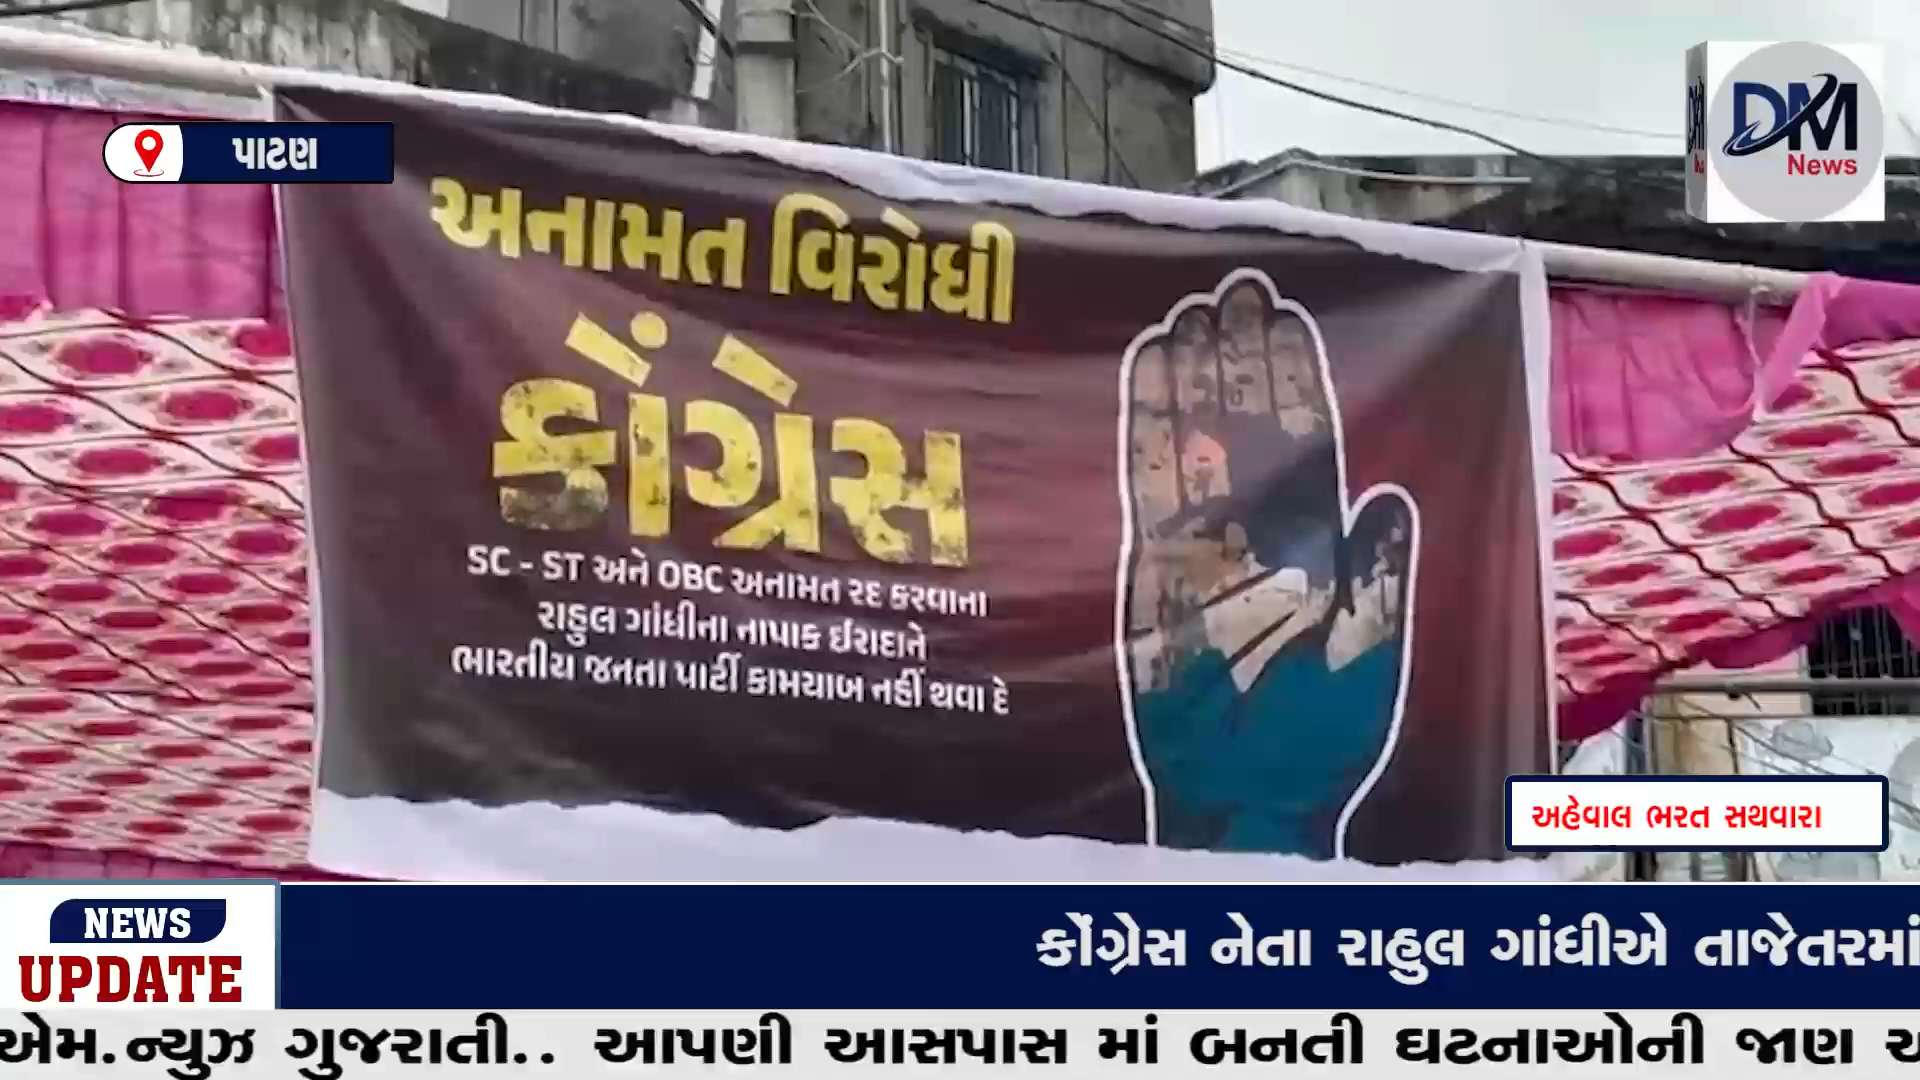 પાટણ
DM
News
અનામત વિરોધી
કોંગ્રેસ
SC - ST અને OBC અનામત રદ કરવાના
રાહુલ ગાંધીના નાપાક ઈરાદાને
ભારતીય જનતા પાર્ટી કામયાબ નહીં થવા દે
અહેવાલ ભરત સથવારા
NEWS
UPDATE
કોંગ્રેસ નેતા રાહુલ ગાંધીએ તાજેતરમાં
એમ.ન્યુઝ ગુજરાતી.. આપણી આસપાસ માં બનતી ઘટનાઓની જાણ